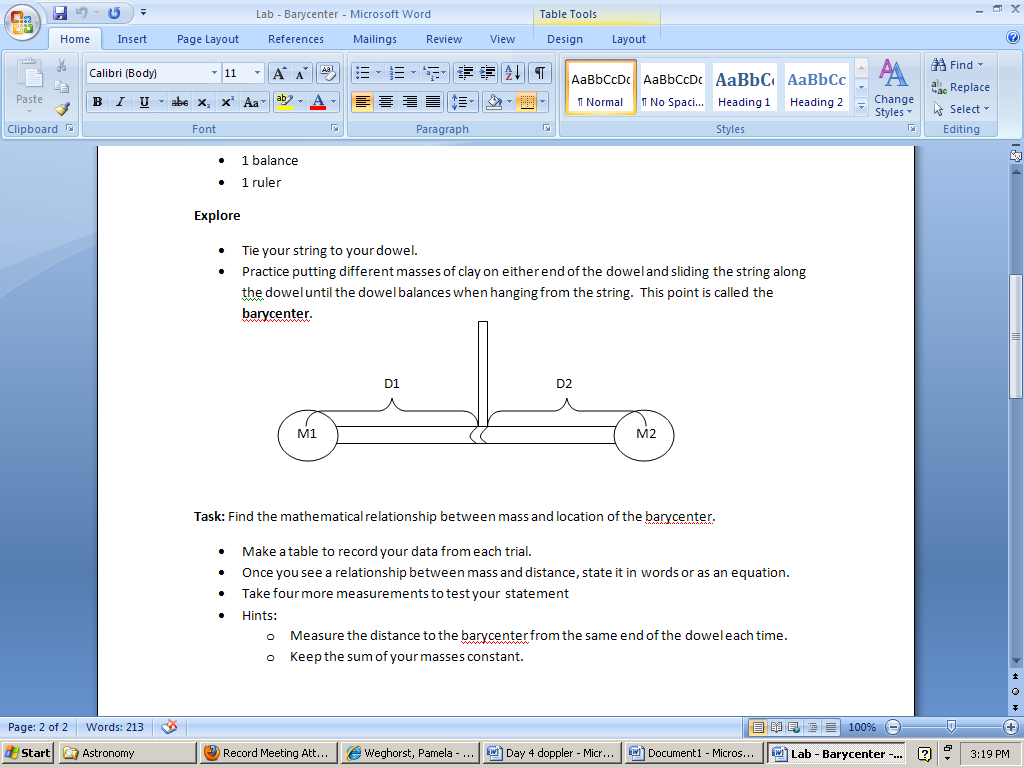 Lab - Barycenter - Microsoft Word
Table Tools
Home Insert Page Layout References Mailings Review View Design Layout
Paste
Calibri (Body) 11
AaBbCcDc AaBbCcDc AaBbC AaBbCc
¶ Normal ¶ No Spaci... Heading 1 Heading 2
Change Styles
Find
Replace
Select
Clipboard Font Paragraph Styles Editing
• 1 balance
• 1 ruler
Explore
• Tie your string to your dowel.
• Practice putting different masses of clay on either end of the dowel and sliding the string along
the dowel until the dowel balances when hanging from the string. This point is called the
barycenter.
D1 D2
M1 M2
Task: Find the mathematical relationship between mass and location of the barycenter.
• Make a table to record your data from each trial.
• Once you see a relationship between mass and distance, state it in words or as an equation.
• Take four more measurements to test your statement
• Hints:
o Measure the distance to the barycenter from the same end of the dowel each time.
o Keep the sum of your masses constant.
Page: 2 of 2 Words: 213 100%
Start Astronomy Record Meeting Att... Weghorst, Pamela - ... Day 4 doppler - Micr... Document1 - Micros... Lab - Barycenter -... 3:19 PM